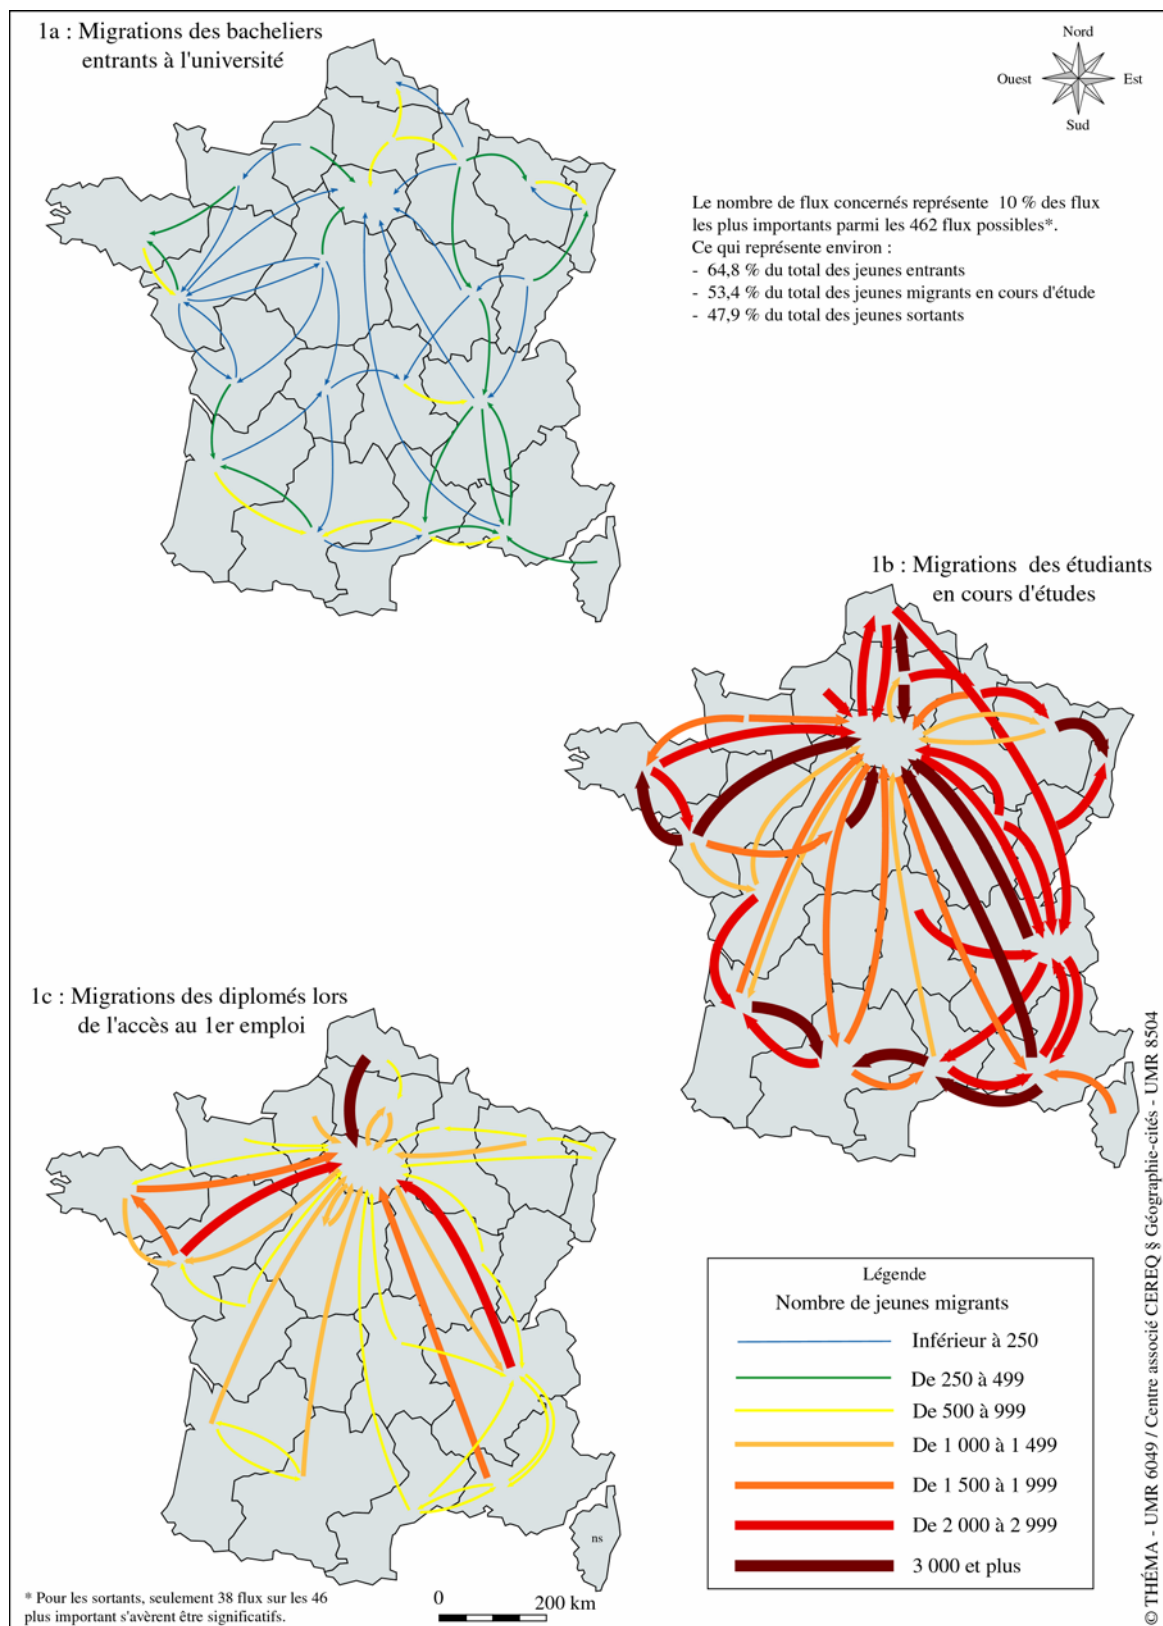 1a : Migrations des bacheliers
entrants à l'université
Nord
Ouest
Est
Sud
Le nombre de flux concernés représente 10 % des flux
les plus importants parmi les 462 flux possibles*.
Ce qui représente environ :
- 64,8 % du total des jeunes entrants
- 53,4 % du total des jeunes migrants en cours d'étude
- 47,9 % du total des jeunes sortants
1b : Migrations des étudiants
en cours d'études
1c : Migrations des diplomés lors
de l'accès au 1er emploi
Légende
Nombre de jeunes migrants
Inférieur à 250
De 250 à 499
De 500 à 999
De 1 000 à 1 499
De 1 500 à 1 999
De 2 000 à 2 999
3 000 et plus
ns
* Pour les sortants, seulement 38 flux sur les 46
plus important s'avèrent être significatifs.
0 200 km
© THÉMA - UMR 6049 / Centre associé CEREQ § Géographie-cités - UMR 8504